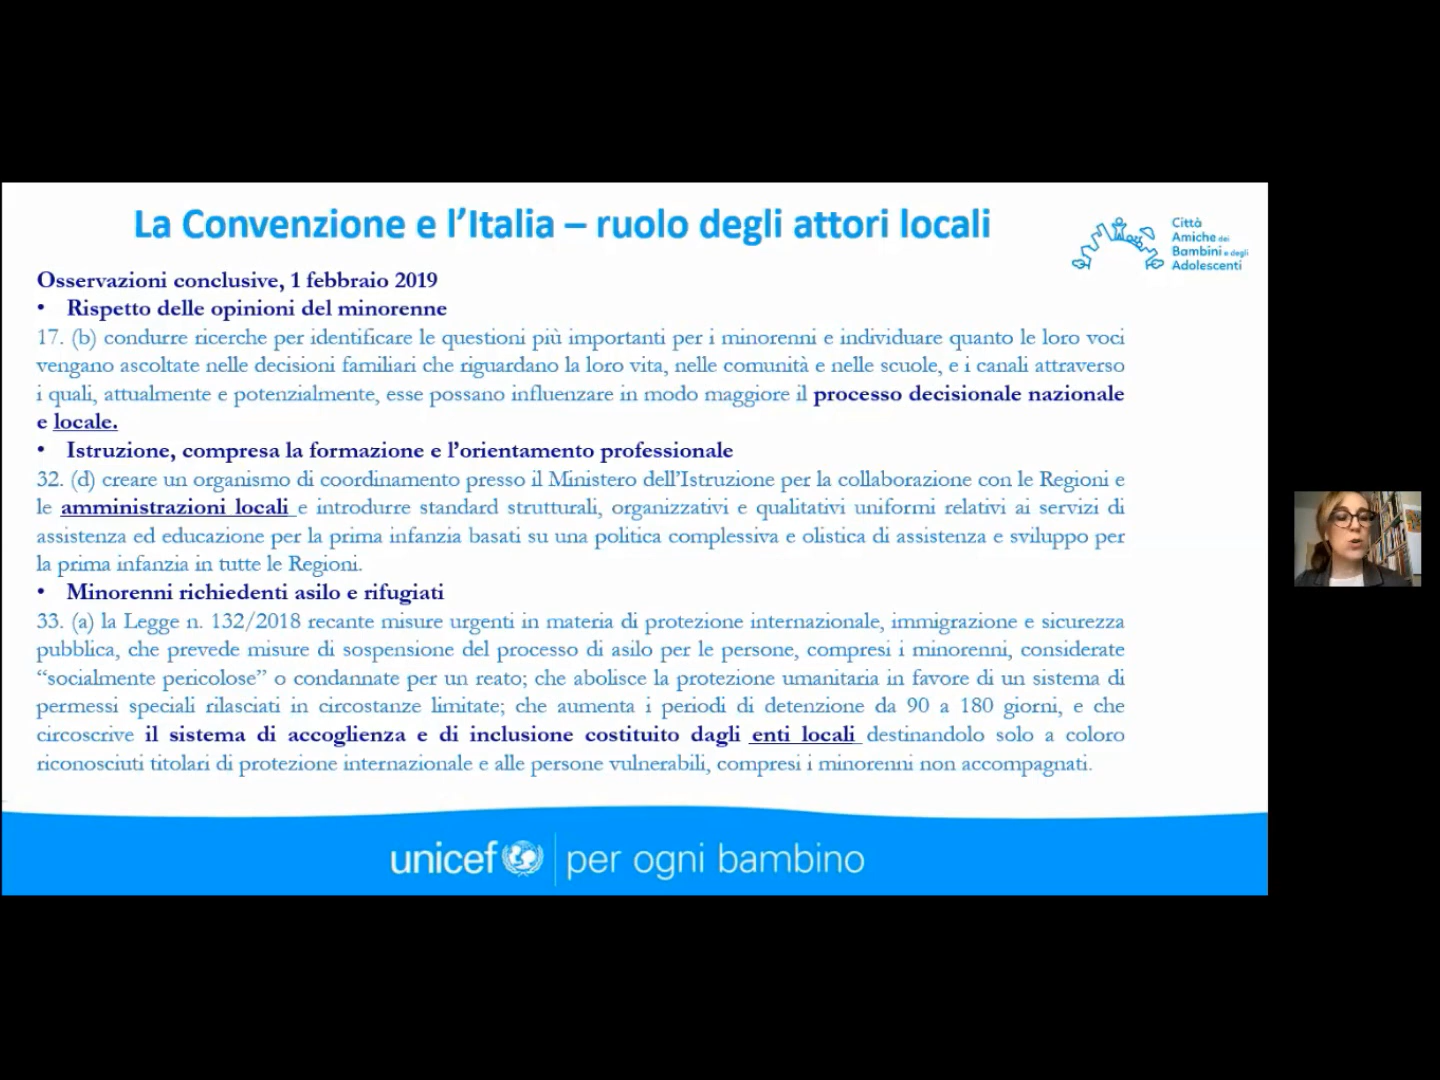 La Convenzione e l'Italia – ruolo degli attori locali
Città
Amiche dei
Bambini e degli
Adolescenti
Osservazioni conclusive, 1 febbraio 2019
• Rispetto delle opinioni del minorenne
17. (b) condurre ricerche per identificare le questioni più importanti per i minorenni e individuare quanto le loro voci
vengano ascoltate nelle decisioni familiari che riguardano la loro vita, nelle comunità e nelle scuole, e i canali attraverso
i quali, attualmente e potenzialmente, esse possano influenzare in modo maggiore il processo decisionale nazionale
e locale.
• Istruzione, compresa la formazione e l'orientamento professionale
32. (d) creare un organismo di coordinamento presso il Ministero dell'Istruzione per la collaborazione con le Regioni e
le amministrazioni locali e introdurre standard strutturali, organizzativi e qualitativi uniformi relativi ai servizi di
assistenza ed educazione per la prima infanzia basati su una politica complessiva e olistica di assistenza e sviluppo per
la prima infanzia in tutte le Regioni.
• Minorenni richiedenti asilo e rifugiati
33. (a) la Legge n. 132/2018 recante misure urgenti in materia di protezione internazionale, immigrazione e sicurezza
pubblica, che prevede misure di sospensione del processo di asilo per le persone, compresi i minorenni, considerate
“socialmente pericolose” o condannate per un reato; che abolisce la protezione umanitaria in favore di un sistema di
permessi speciali rilasciati in circostanze limitate; che aumenta i periodi di detenzione da 90 a 180 giorni, e che
circoscrive il sistema di accoglienza e di inclusione costituito dagli enti locali destinandolo solo a coloro
riconosciuti titolari di protezione internazionale e alle persone vulnerabili, compresi i minorenni non accompagnati.
unicef per ogni bambino